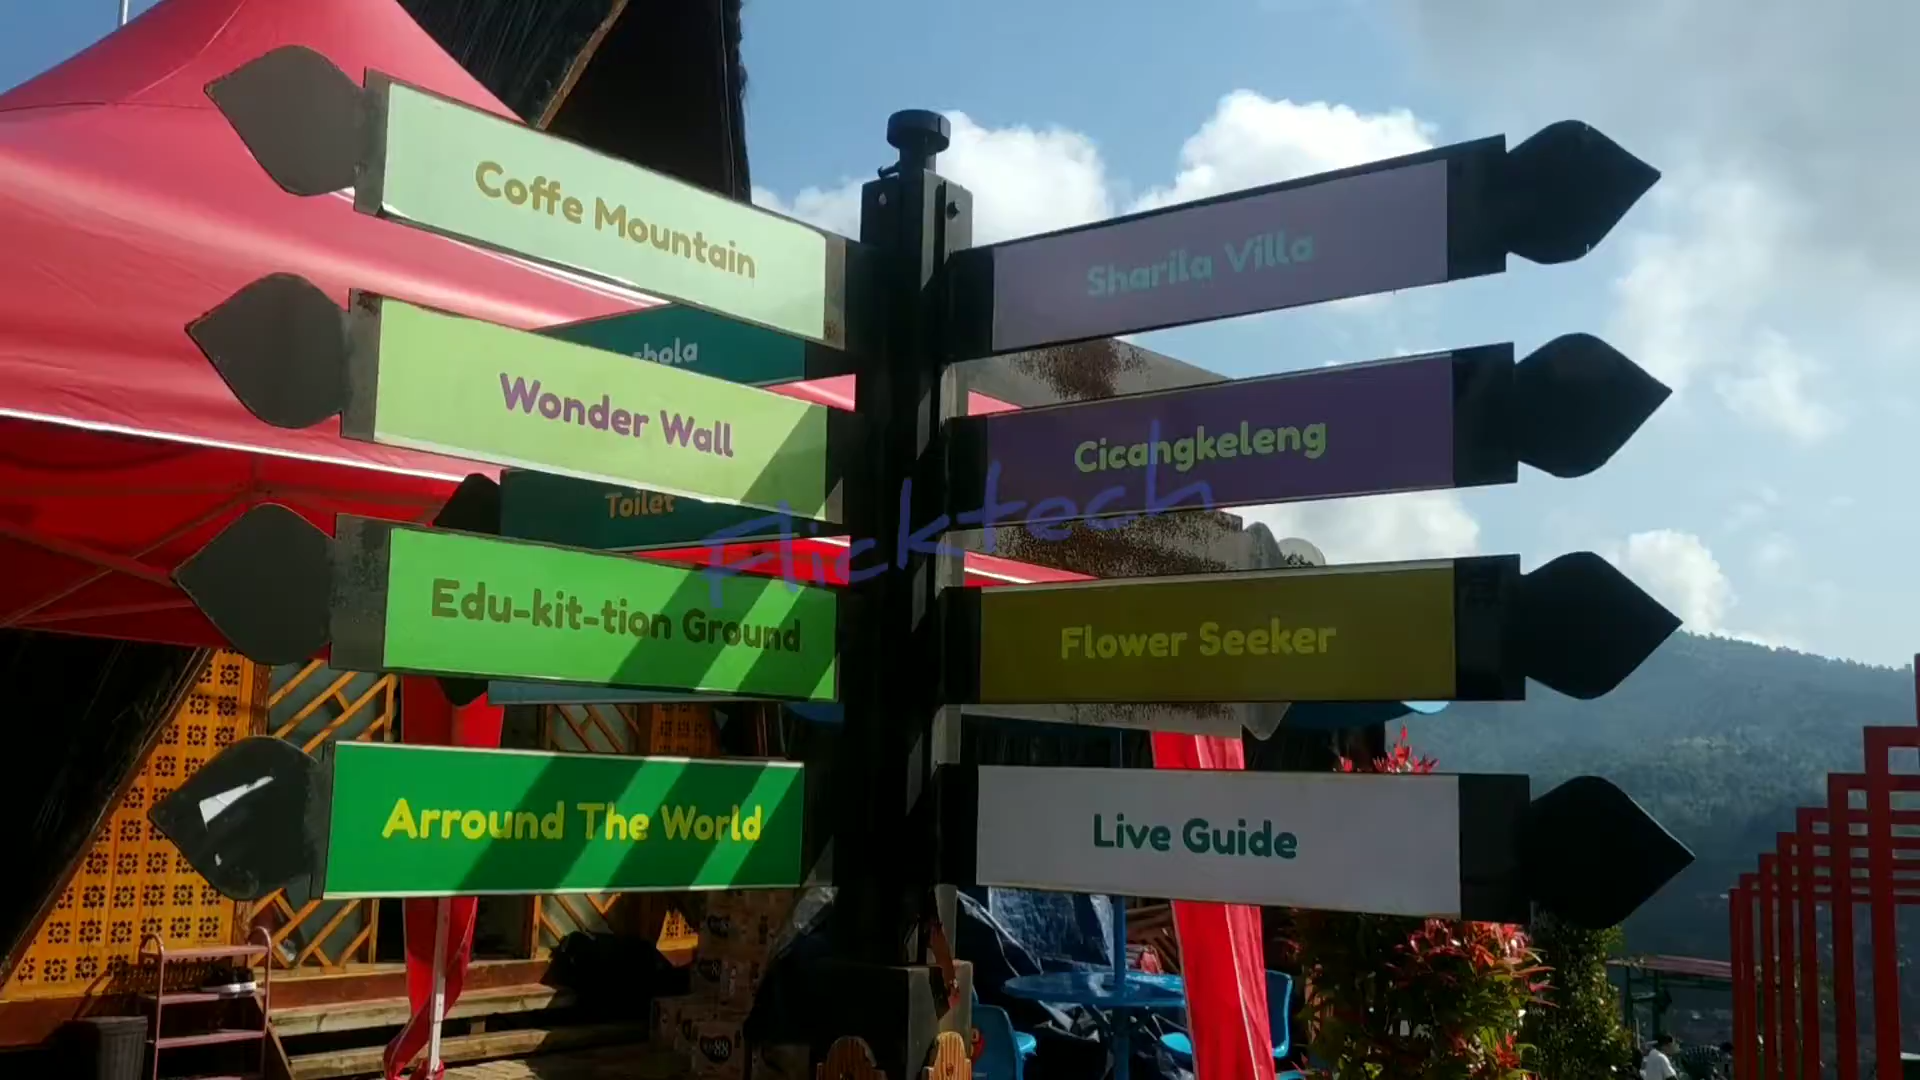 Coffe Mountain
Wonder Wall
Edu-kit-tion Ground
Arround The World
Toilet
Sharila Villa
Cicangkeleng
Flower Seeker
Live Guide
Flicktech